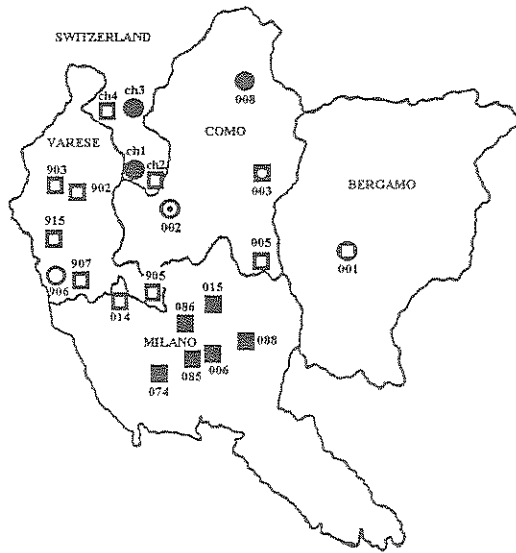 SWITZERLAND
ch4
ch3
008
COMO
VARESE
ch1
ch2
903
902
003
BERGAMO
002
915
005
001
906
907
905
014
015
086
088
MILANO
085
006
074